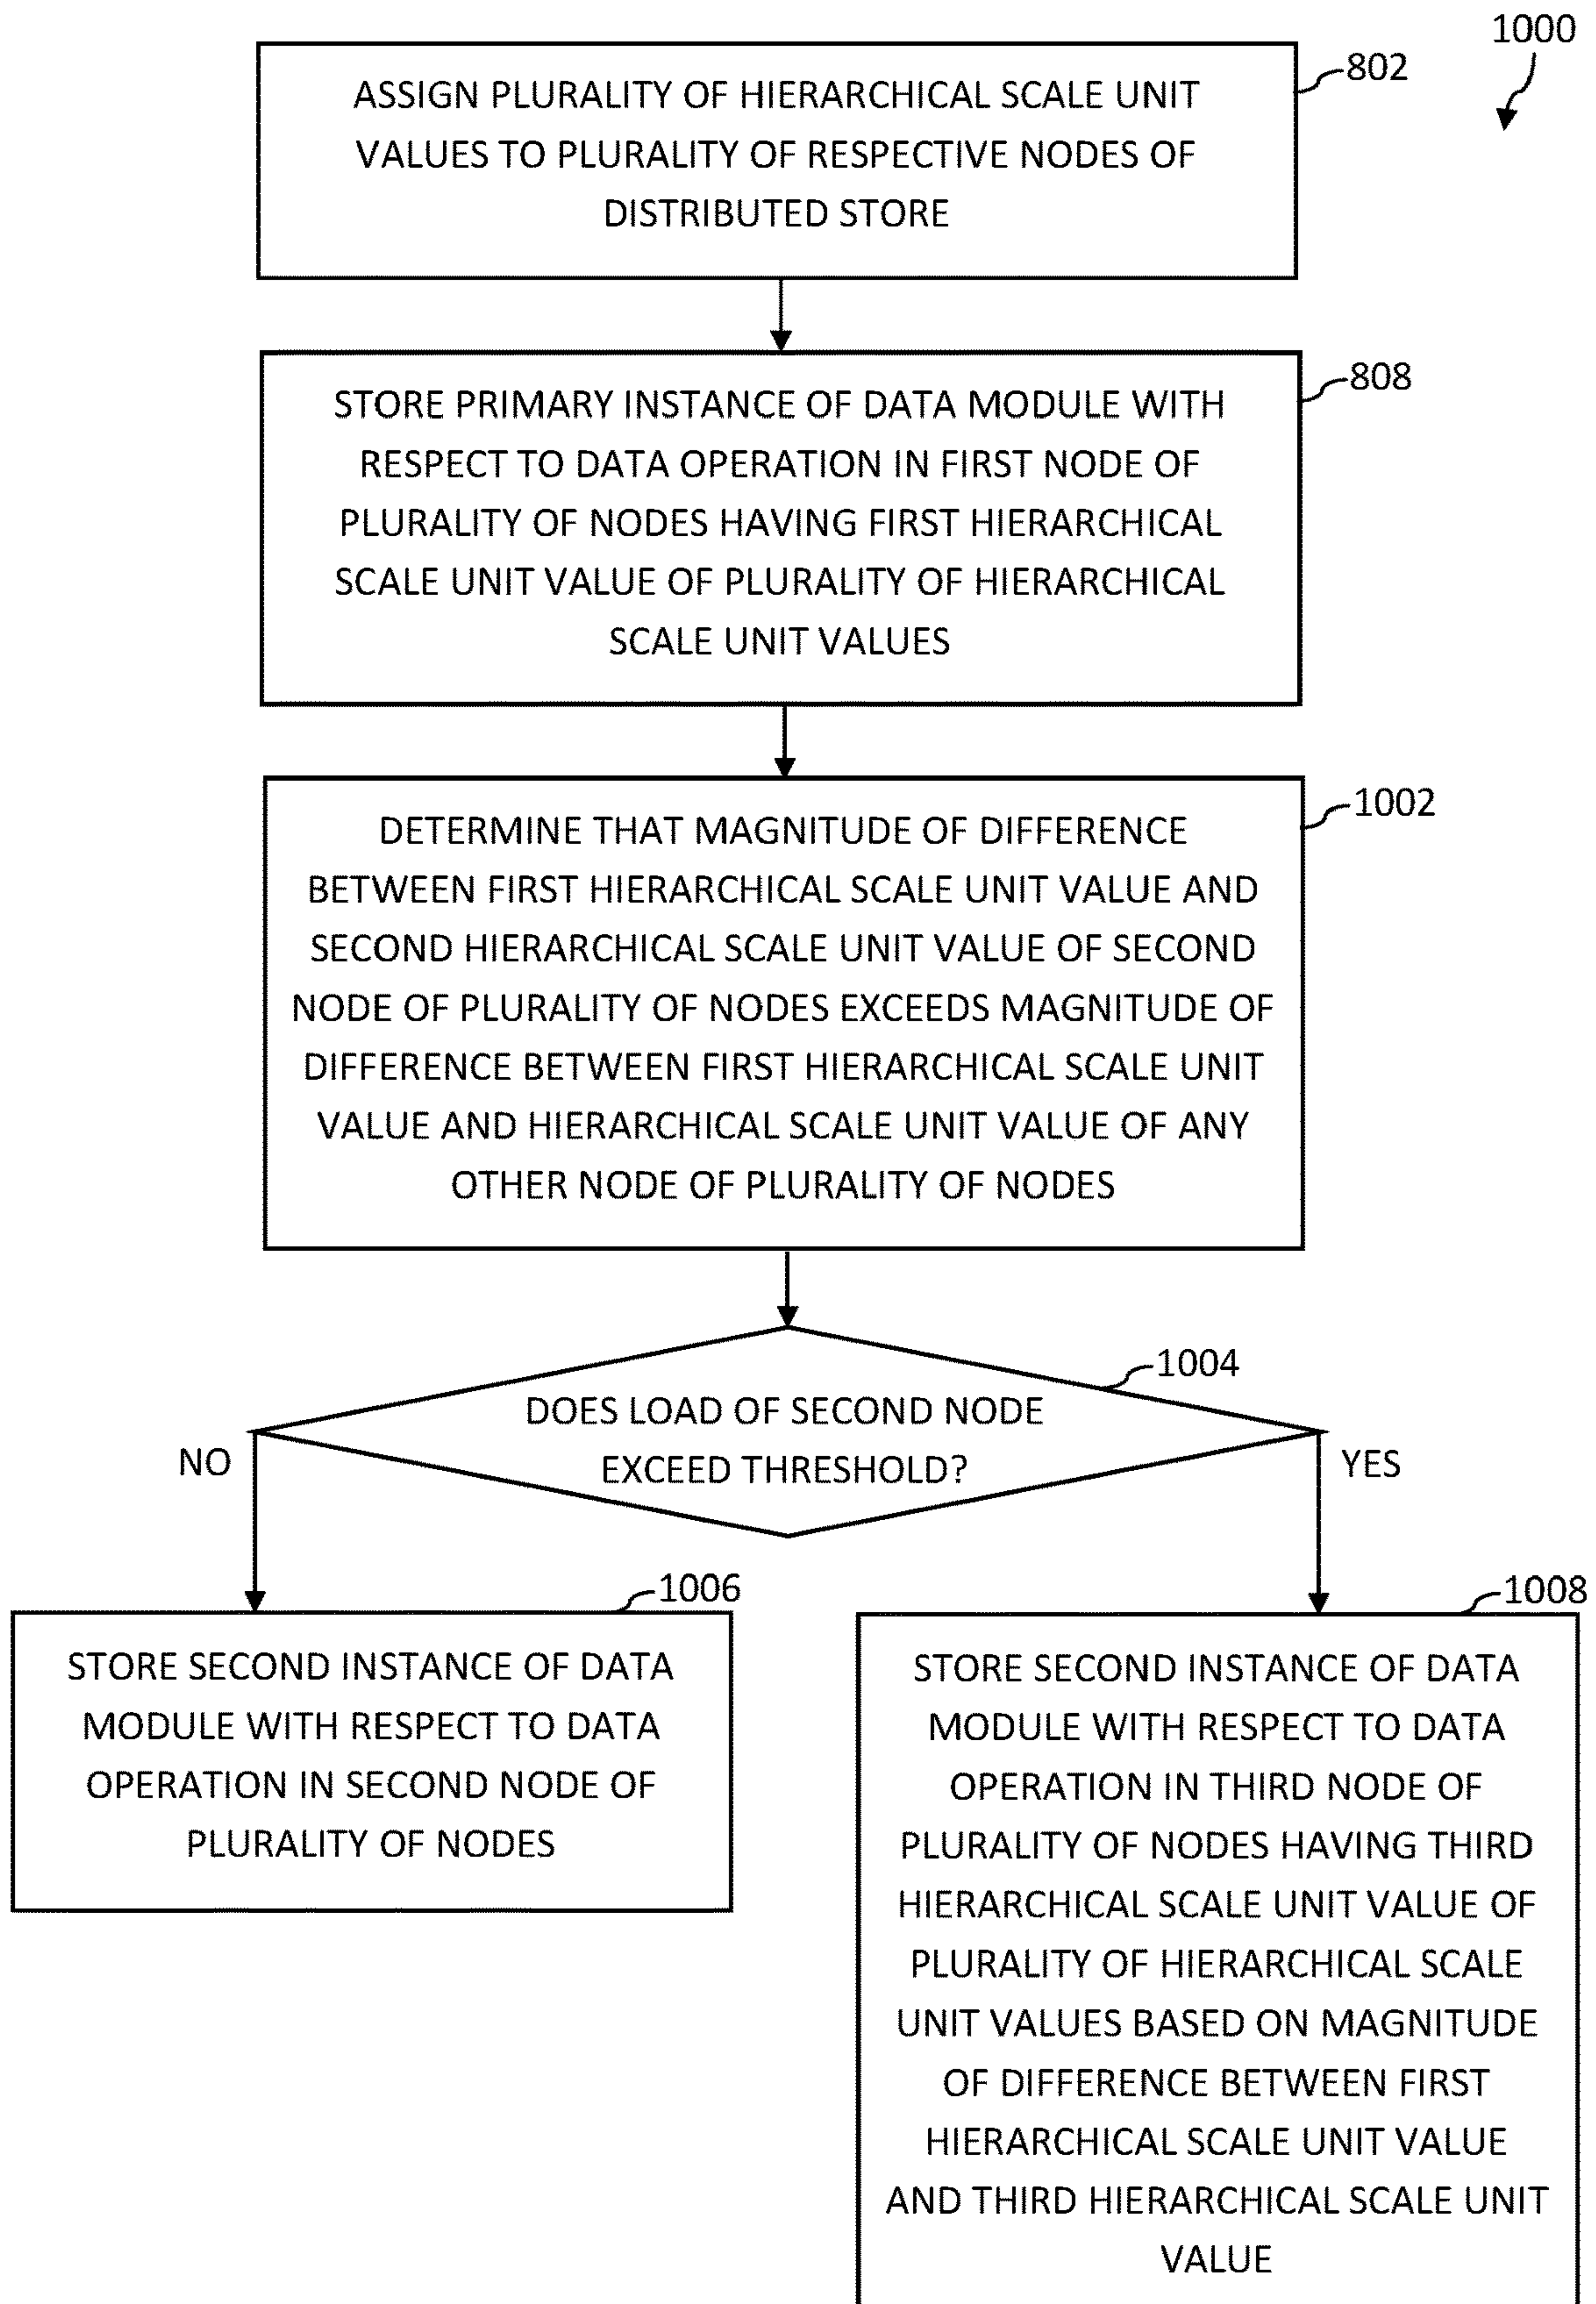 1000
802
ASSIGN PLURALITY OF HIERARCHICAL SCALE UNIT
VALUES TO PLURALITY OF RESPECTIVE NODES OF
DISTRIBUTED STORE
808
STORE PRIMARY INSTANCE OF DATA MODULE WITH
RESPECT TO DATA OPERATION IN FIRST NODE OF
PLURALITY OF NODES HAVING FIRST HIERARCHICAL
SCALE UNIT VALUE OF PLURALITY OF HIERARCHICAL
SCALE UNIT VALUES
1002
DETERMINE THAT MAGNITUDE OF DIFFERENCE
BETWEEN FIRST HIERARCHICAL SCALE UNIT VALUE AND
SECOND HIERARCHICAL SCALE UNIT VALUE OF SECOND
NODE OF PLURALITY OF NODES EXCEEDS MAGNITUDE OF
DIFFERENCE BETWEEN FIRST HIERARCHICAL SCALE UNIT
VALUE AND HIERARCHICAL SCALE UNIT VALUE OF ANY
OTHER NODE OF PLURALITY OF NODES
1004
DOES LOAD OF SECOND NODE
EXCEED THRESHOLD?
NO
YES
1006
STORE SECOND INSTANCE OF DATA
MODULE WITH RESPECT TO DATA
OPERATION IN SECOND NODE OF
PLURALITY OF NODES
1008
STORE SECOND INSTANCE OF DATA
MODULE WITH RESPECT TO DATA
OPERATION IN THIRD NODE OF
PLURALITY OF NODES HAVING THIRD
HIERARCHICAL SCALE UNIT VALUE OF
PLURALITY OF HIERARCHICAL SCALE
UNIT VALUES BASED ON MAGNITUDE
OF DIFFERENCE BETWEEN FIRST
HIERARCHICAL SCALE UNIT VALUE
AND THIRD HIERARCHICAL SCALE UNIT
VALUE